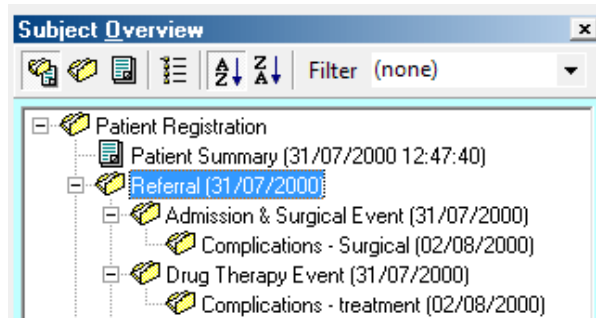 Subject Overview
Filter (none)
Patient Registration
Patient Summary (31/07/2000 12:47:40)
Referral (31/07/2000)
Admission & Surgical Event (31/07/2000)
Complications - Surgical (02/08/2000)
Drug Therapy Event (31/07/2000)
Complications - treatment (02/08/2000)